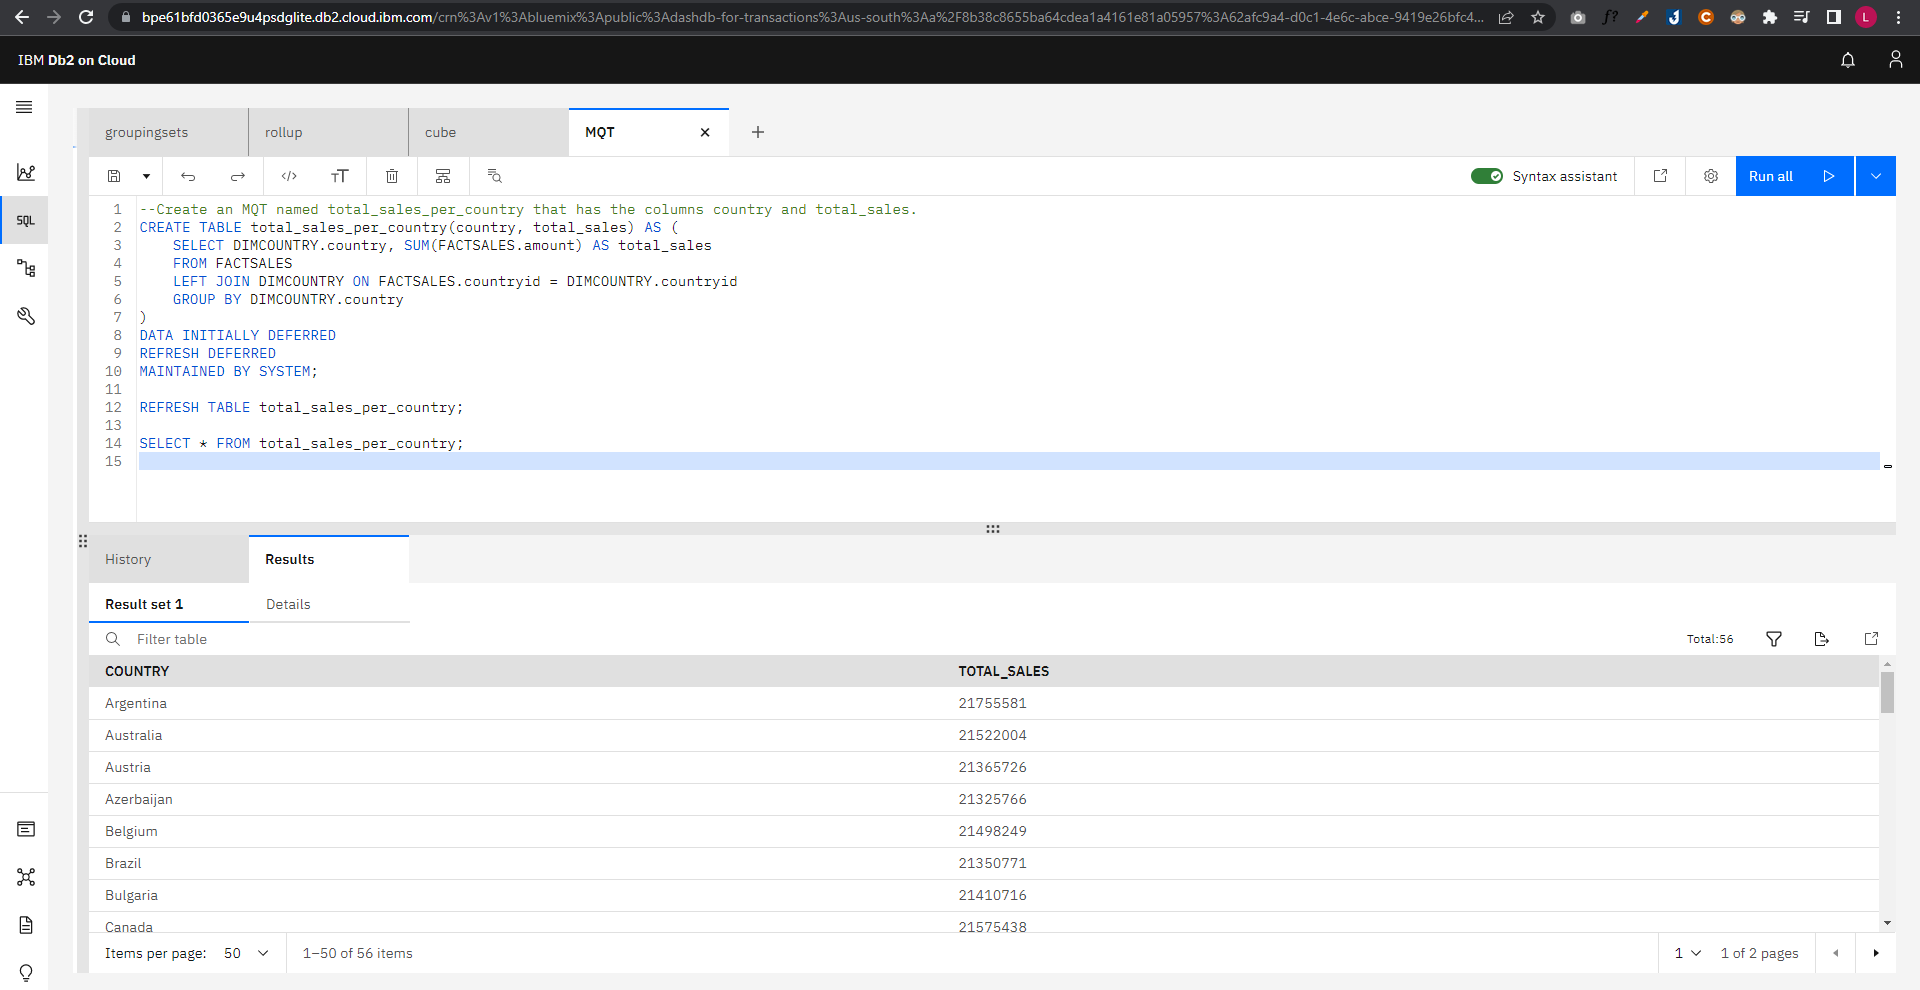 bpe61bfd0365e9u4psdglite.db2.cloud.ibm.com/crn%3Av1%3Abluemix%3Apublic%3Adashdb-for-transactions%3Aus-south%3Aa%2F8b38c8655ba64cdea1a4161e81a05957%3A62afc9a4-d0c1-4e6c-abce-9419e26bfc4...
L
IBM Db2 on Cloud
groupingsets
rollup
cube
MQT
SQL
Syntax assistant
Run all
1 --Create an MQT named total_sales_per_country that has the columns country and total_sales.
2 CREATE TABLE total_sales_per_country(country, total_sales) AS (
3 SELECT DIMCOUNTRY.country, SUM(FACTSALES.amount) AS total_sales
4 FROM FACTSALES
5 LEFT JOIN DIMCOUNTRY ON FACTSALES.countryid = DIMCOUNTRY.countryid
6 GROUP BY DIMCOUNTRY.country
7 )
8 DATA INITIALLY DEFERRED
9 REFRESH DEFERRED
10 MAINTAINED BY SYSTEM;
11
12 REFRESH TABLE total_sales_per_country;
13
14 SELECT * FROM total_sales_per_country;
15
History
Results
Result set 1
Details
Filter table
Total:56
COUNTRY TOTAL_SALES
Argentina 21755581
Australia 21522004
Austria 21365726
Azerbaijan 21325766
Belgium 21498249
Brazil 21350771
Bulgaria 21410716
Canada 21575438
Items per page: 50
1–50 of 56 items
1
1 of 2 pages